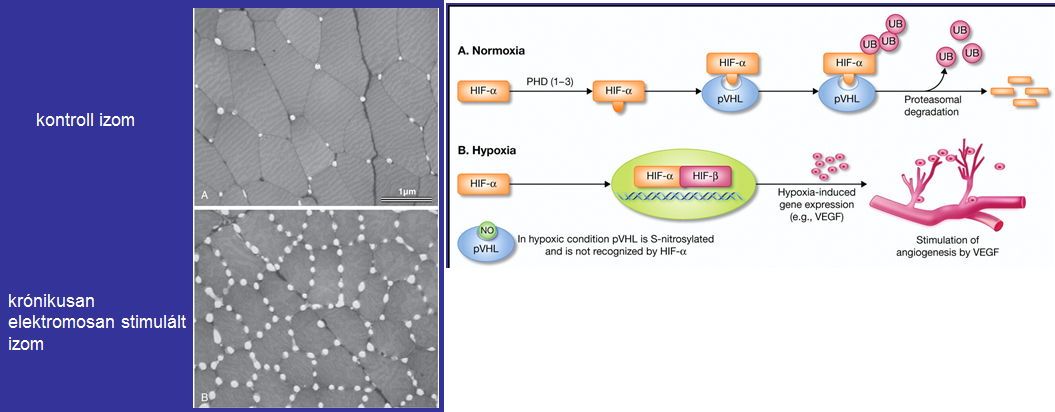 kontroll izom
krónikusan
elektromosan stimulált
izom
A
1µm
B
A. Normoxia
HIF-α
PHD (1–3)
HIF-α
HIF-α
pVHL
HIF-α
pVHL
UB
UB
UB
Proteasomal
degradation
UB
UB
UB
B. Hypoxia
HIF-α
HIF-α
HIF-β
Hypoxia-induced
gene expression
(e.g., VEGF)
Stimulation of
angiogenesis by VEGF
NO
pVHL
In hypoxic condition pVHL is S-nitrosylated
and is not recognized by HIF-α